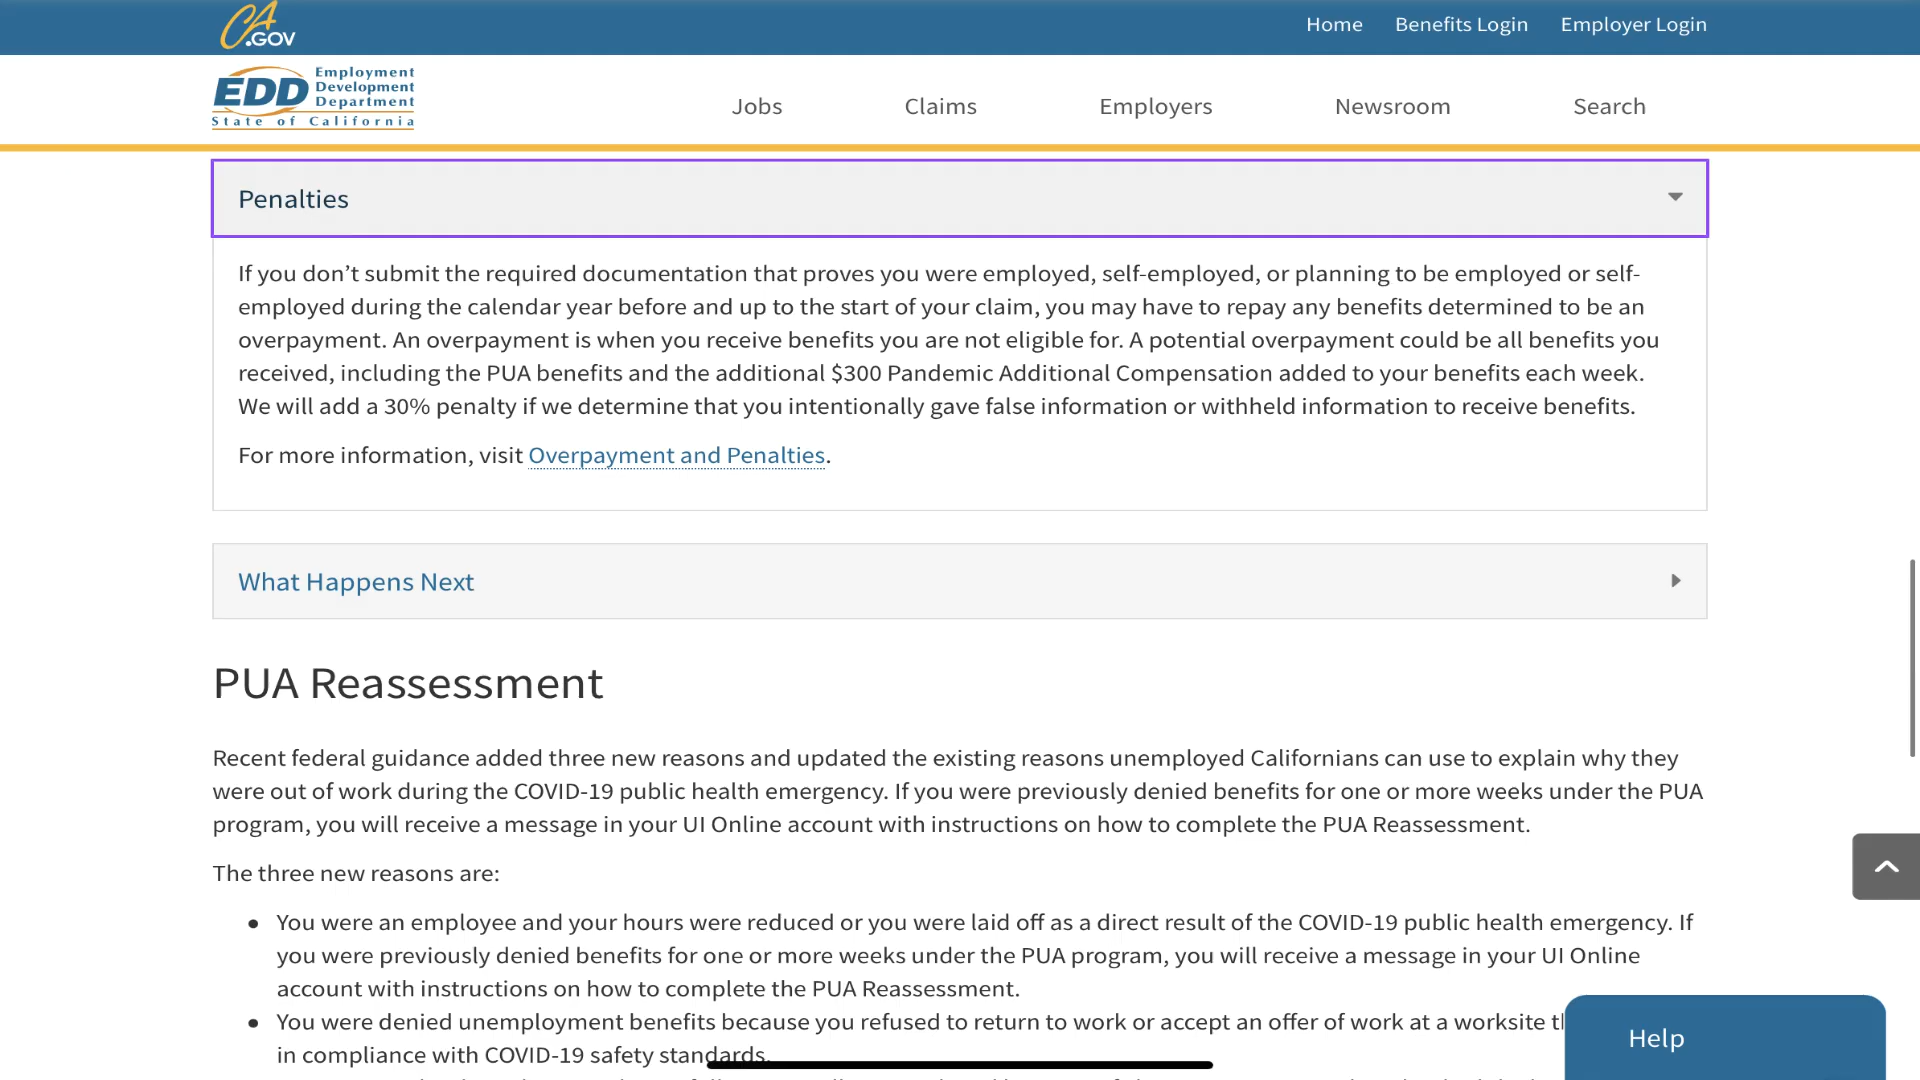 CA.GOV
Home Benefits Login Employer Login
EDD Employment
Development
Department
State of California
Jobs Claims Employers Newsroom Search
Penalties
If you don’t submit the required documentation that proves you were employed, self-employed, or planning to be employed or self-
employed during the calendar year before and up to the start of your claim, you may have to repay any benefits determined to be an
overpayment. An overpayment is when you receive benefits you are not eligible for. A potential overpayment could be all benefits you
received, including the PUA benefits and the additional $300 Pandemic Additional Compensation added to your benefits each week.
We will add a 30% penalty if we determine that you intentionally gave false information or withheld information to receive benefits.
For more information, visit Overpayment and Penalties.
What Happens Next
PUA Reassessment
Recent federal guidance added three new reasons and updated the existing reasons unemployed Californians can use to explain why they
were out of work during the COVID-19 public health emergency. If you were previously denied benefits for one or more weeks under the PUA
program, you will receive a message in your UI Online account with instructions on how to complete the PUA Reassessment.
The three new reasons are:
● You were an employee and your hours were reduced or you were laid off as a direct result of the COVID-19 public health emergency. If
you were previously denied benefits for one or more weeks under the PUA program, you will receive a message in your UI Online
account with instructions on how to complete the PUA Reassessment.
● You were denied unemployment benefits because you refused to return to work or accept an offer of work at a worksite
in compliance with COVID-19 safety standards.
Help